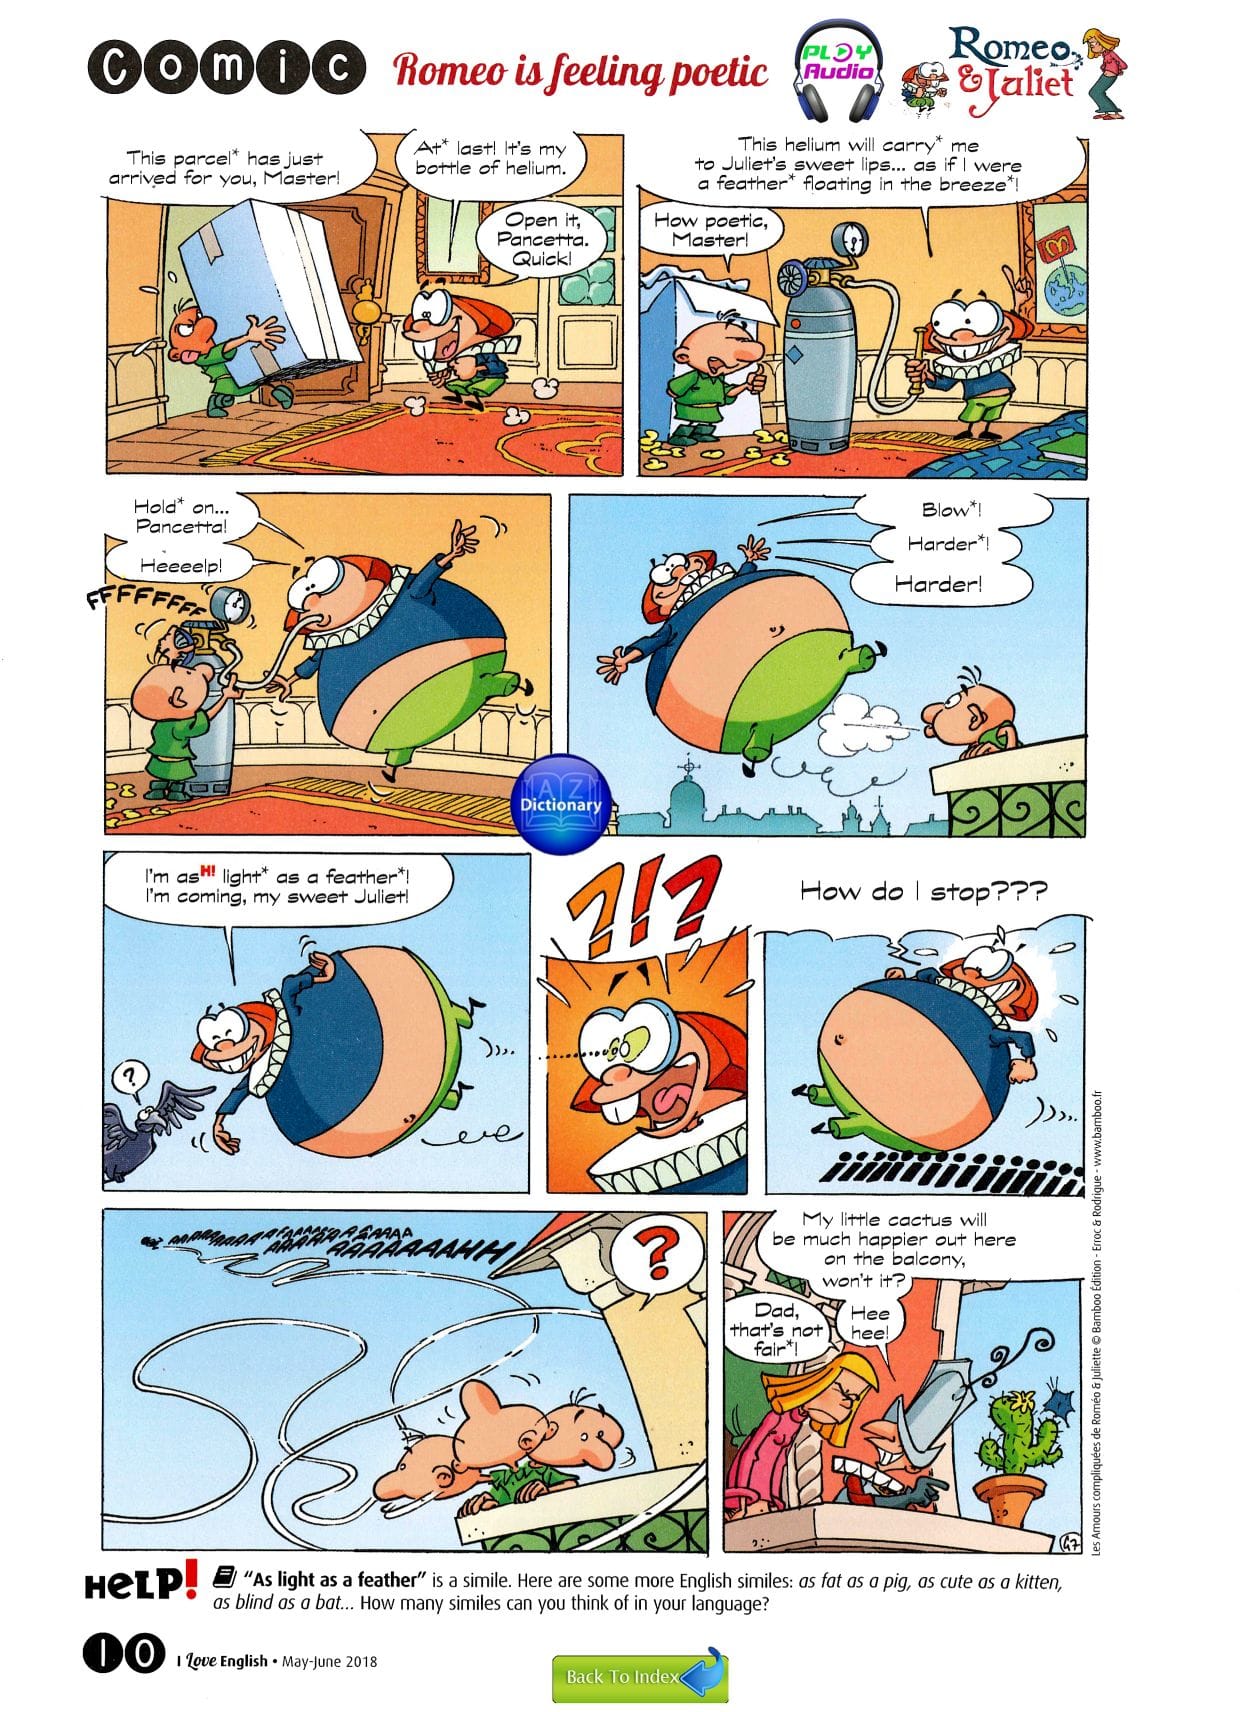 Comic
Romeo is feeling poetic
PLAY
Audio
Romeo
& Juliet
This parcel* has just
arrived for you, Master!
At* last! It's my
bottle of helium.
Open it,
Pancetta.
Quick!
This helium will carry* me
to Juliet's sweet lips... as if I were
a feather* floating in the breeze*!
How poetic,
Master!
Hold* on...
Pancetta!
Heeeelp!
FFFFFFFF
Blow*!
Harder*!
Harder!
A Z
Dictionary
I'm as HI! light* as a feather*!
I'm coming, my sweet Juliet!
?
?!?
How do I stop???
?
My little cactus will
be much happier out here
on the balcony,
won't it?
Dad,
that's not
fair*!
Hee
hee!
47
Les Amours compliquées de Roméo & Juliette © Bamboo Édition - Erroc & Rodrigue - www.bamboo.fr
HELP! "As light as a feather" is a simile. Here are some more English similes: as fat as a pig, as cute as a kitten,
as blind as a bat... How many similes can you think of in your language?
10 I Love English • May-June 2018
Back To Index